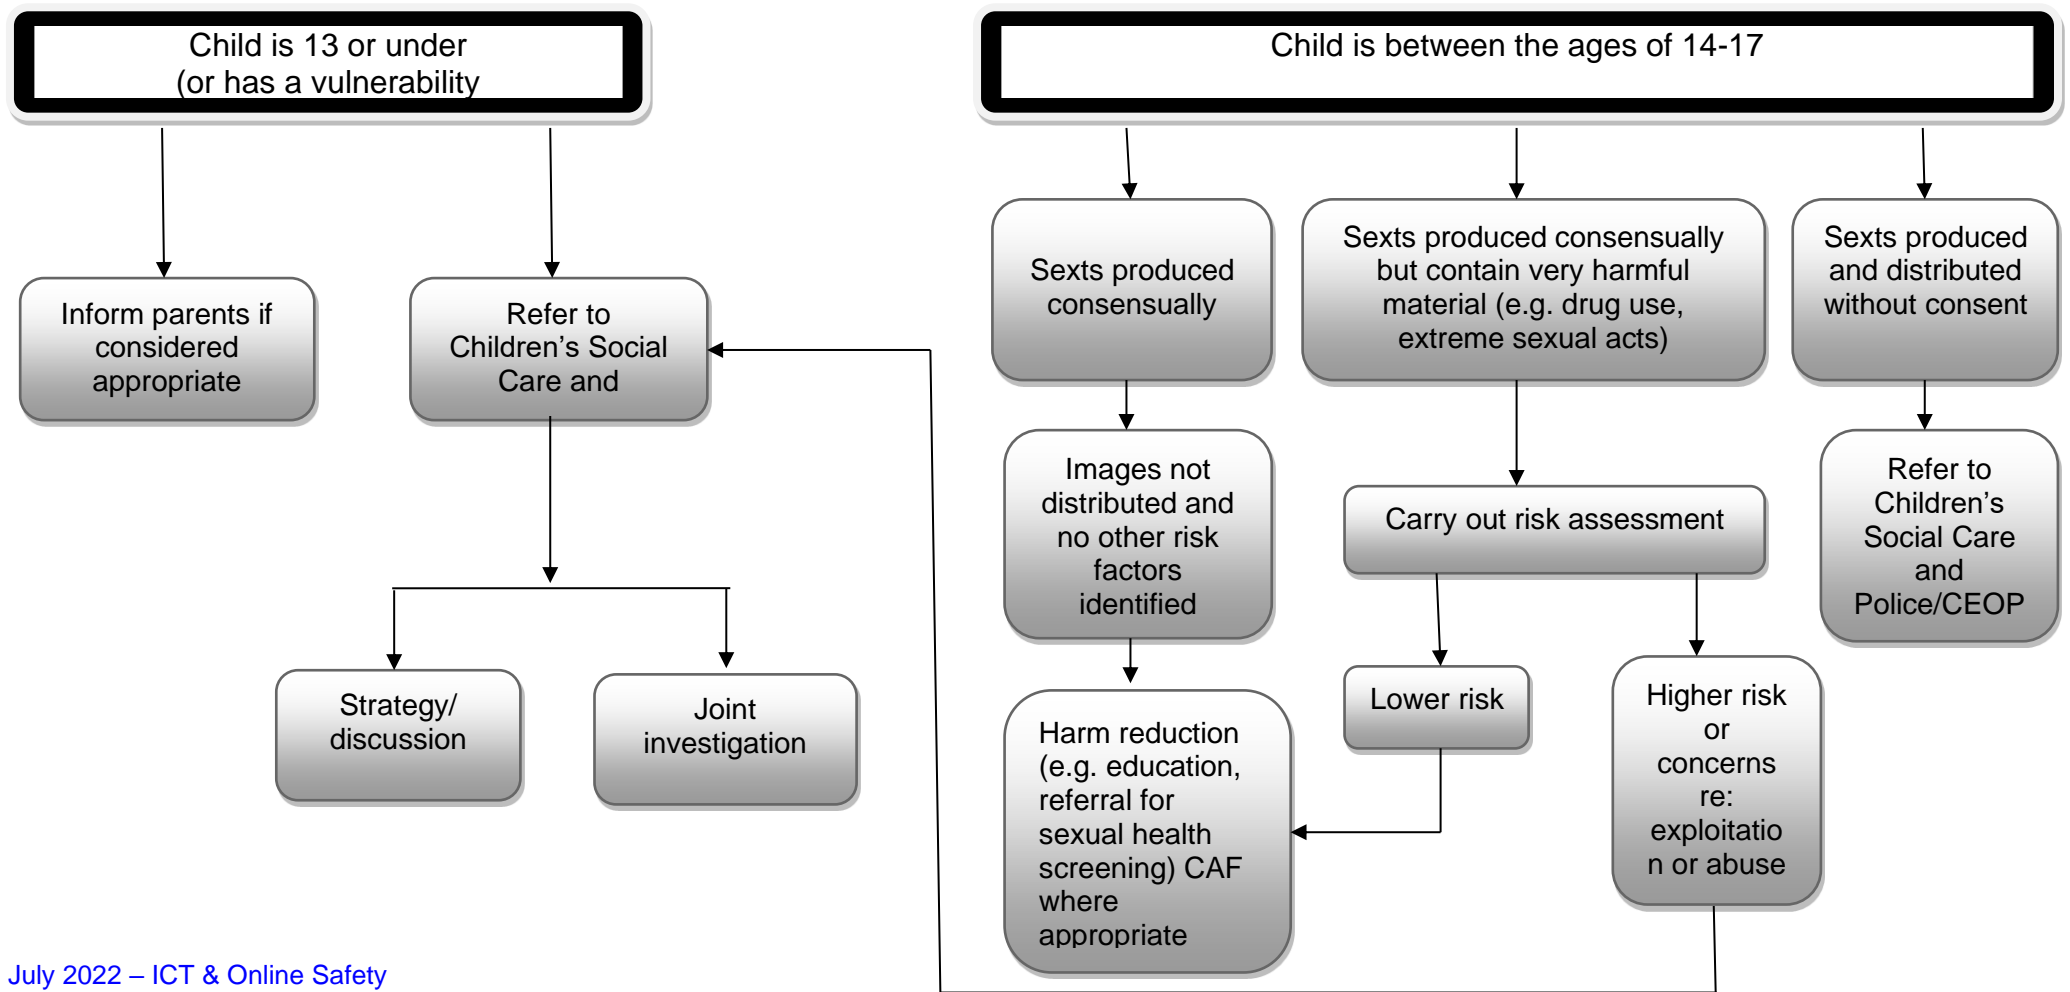 Child is 13 or under
(or has a vulnerability
Child is between the ages of 14-17
Inform parents if
considered
appropriate
Refer to
Children’s Social
Care and
Sexts produced
consensually
Sexts produced consensually
but contain very harmful
material (e.g. drug use,
extreme sexual acts)
Sexts produced
and distributed
without consent
Images not
distributed and
no other risk
factors
identified
Carry out risk assessment
Refer to
Children’s
Social Care
and
Police/CEOP
Strategy/
discussion
Joint
investigation
Harm reduction
(e.g. education,
referral for
sexual health
screening) CAF
where
appropriate
Lower risk
Higher risk
or
concerns
re:
exploitatio
n or abuse
July 2022 – ICT & Online Safety